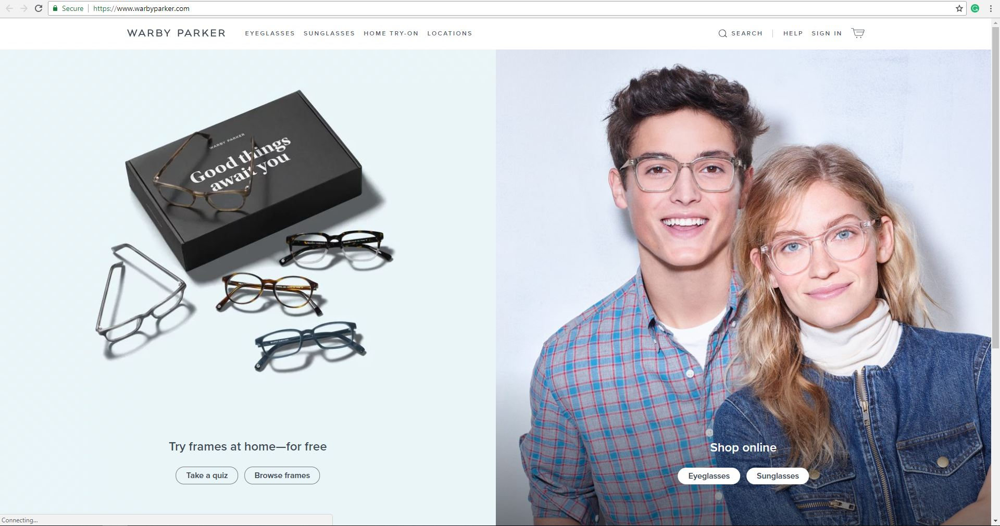 Secure
https://www.warbyparker.com
WARBY PARKER
EYEGLASSES SUNGLASSES HOME TRY-ON LOCATIONS
SEARCH HELP SIGN IN
WARBY PARKER
Good things
await you
Try frames at home—for free
Take a quiz Browse frames
Shop online
Eyeglasses Sunglasses
Connecting...